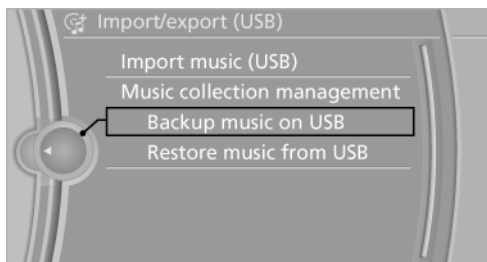 Import/export (USB)
Import music (USB)
Music collection management
Backup music on USB
Restore music from USB